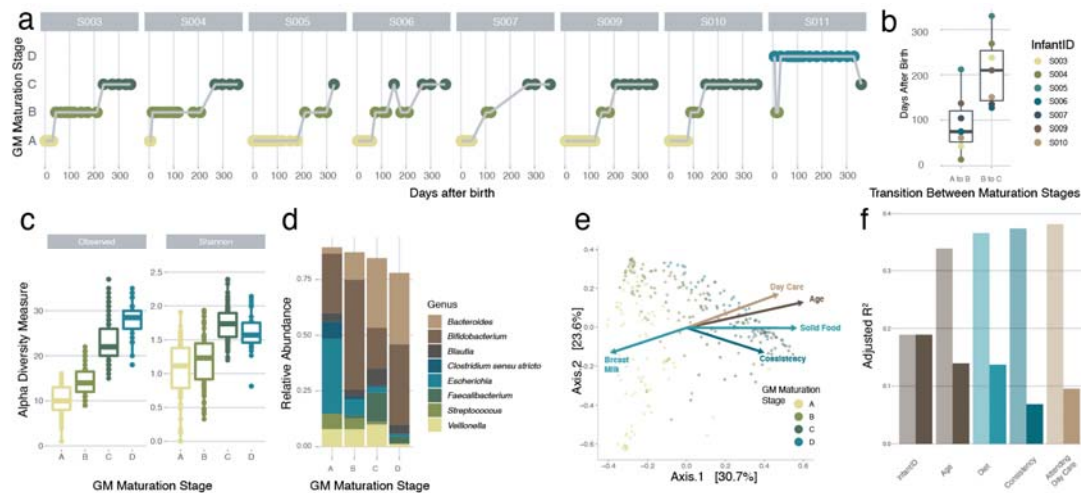 a
S003 S004 S005 S006 S007 S009 S010 S011
GM Maturation Stage
D
C
B
A
0 100 200 300 0 100 200 300 0 100 200 300 0 100 200 300 0 100 200 300 0 100 200 300 0 100 200 300 0 100 200 300
Days after birth
b
Days After Birth
300
200
100
0
A to B B to C
Transition Between Maturation Stages
InfantID
S003
S004
S005
S006
S007
S009
S010
c
Observed Shannon
Alpha Diversity Measure
30
20
10
0
2.5
2.0
1.5
1.0
0.5
0.0
A B C D A B C D
GM Maturation Stage
d
Relative Abundance
0.75
0.50
0.25
0.00
A B C D
GM Maturation Stage
Genus
Bacteroides
Bifidobacterium
Blautia
Clostridium sensu stricto
Escherichia
Faecalibacterium
Streptococcus
Veillonella
e
Axis.2 [23.6%]
0.4
0.2
0.0
-0.2
-0.4
-0.6
Day Care
Age
Solid Food
Consistency
Breast
Milk
GM Maturation
Stage
A
B
C
D
-0.4 -0.2 0.0 0.2 0.4 0.6
Axis.1 [30.7%]
f
Adjusted R²
0.4
0.3
0.2
0.1
0
InfantID
Age
Diet
Consistency
Attending
Day Care